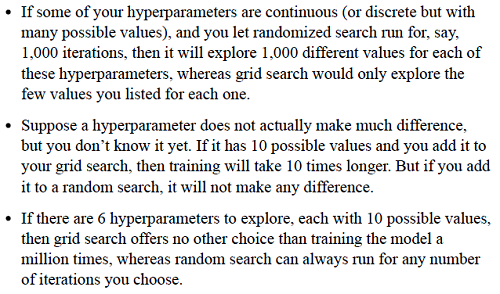 • If some of your hyperparameters are continuous (or discrete but with
many possible values), and you let randomized search run for, say,
1,000 iterations, then it will explore 1,000 different values for each of
these hyperparameters, whereas grid search would only explore the
few values you listed for each one.
• Suppose a hyperparameter does not actually make much difference,
but you don’t know it yet. If it has 10 possible values and you add it to
your grid search, then training will take 10 times longer. But if you add
it to a random search, it will not make any difference.
• If there are 6 hyperparameters to explore, each with 10 possible values,
then grid search offers no other choice than training the model a
million times, whereas random search can always run for any number
of iterations you choose.